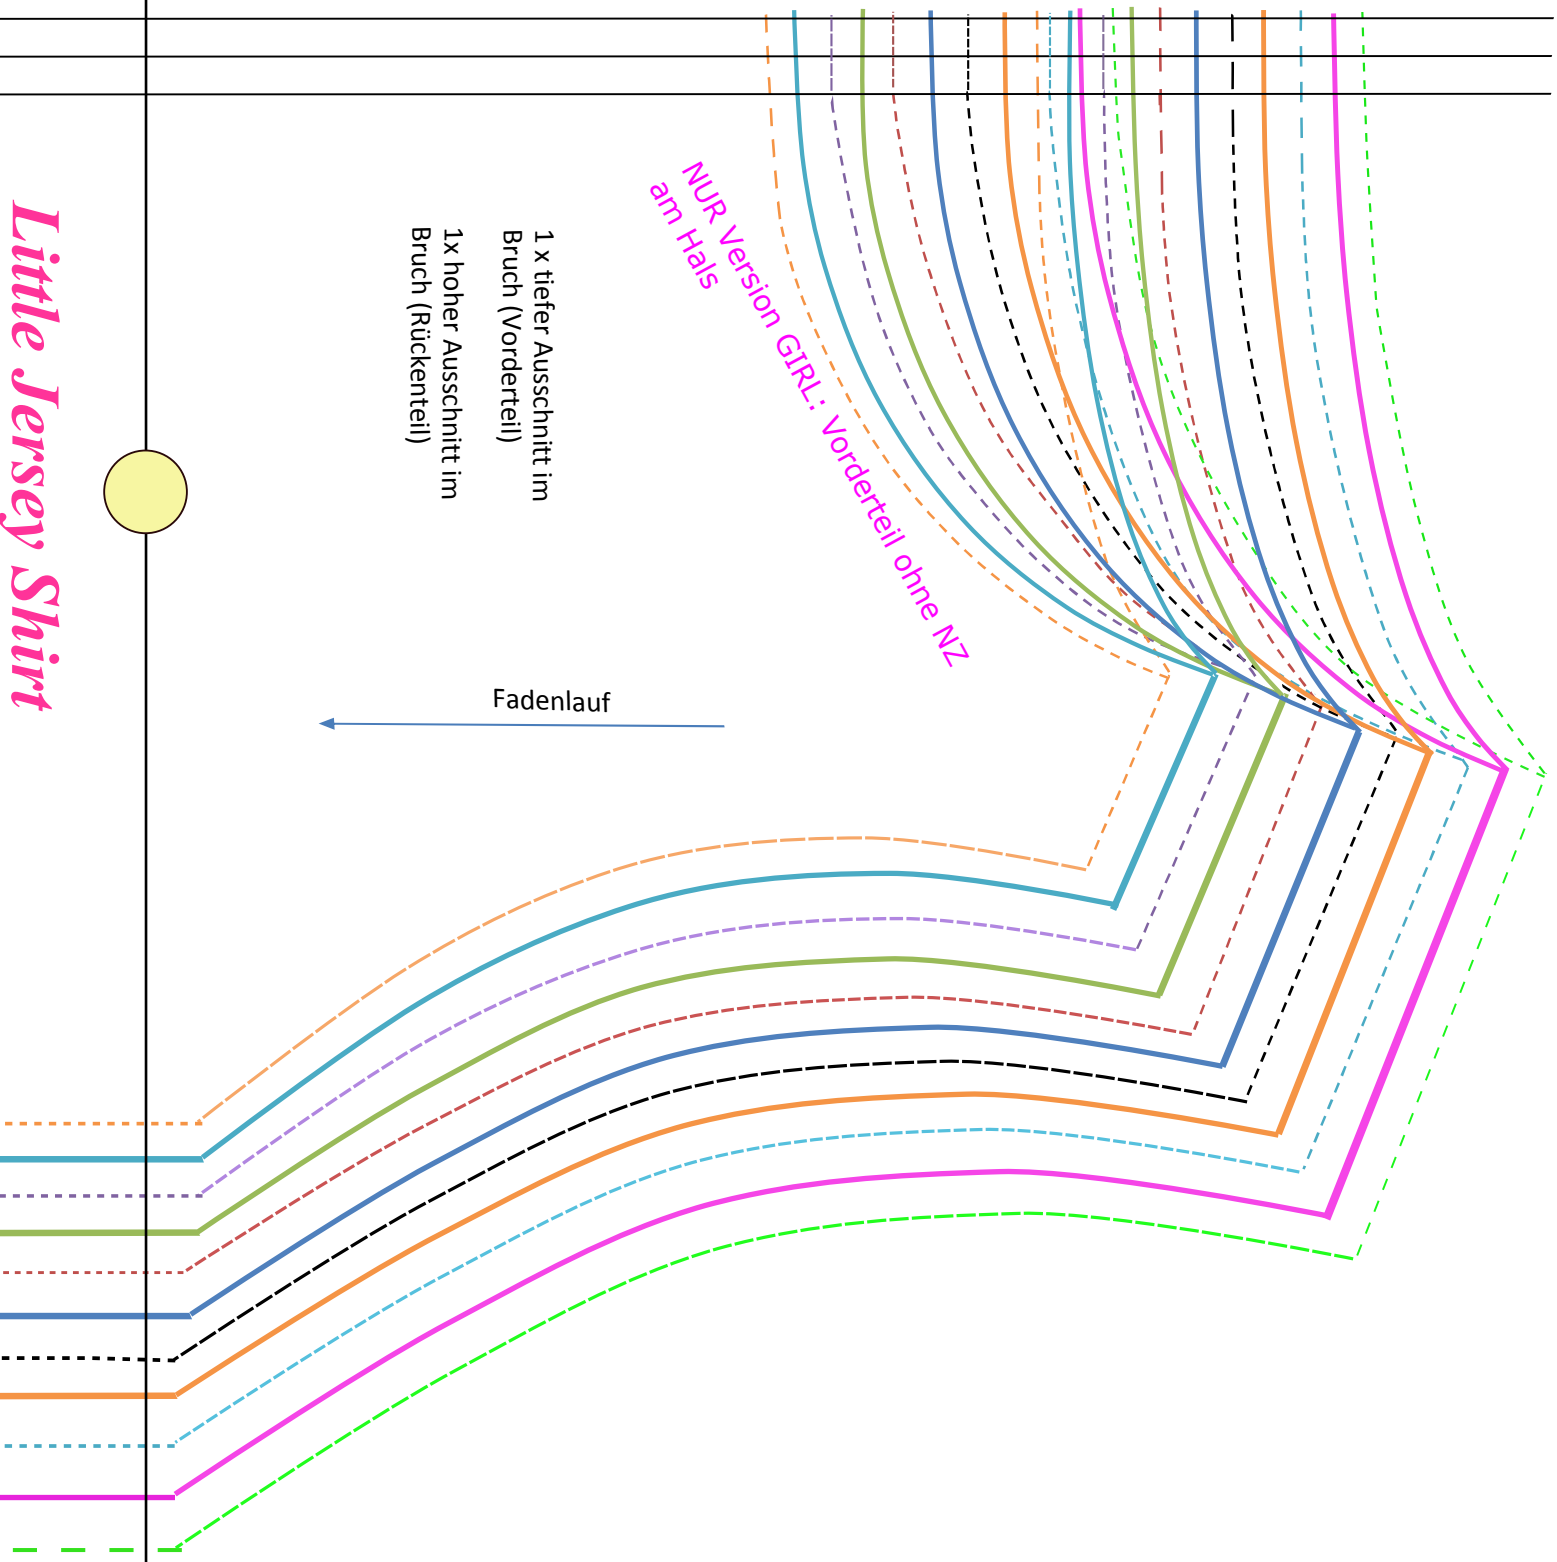 Little Jersey Shirt
1 x tiefer Ausschnitt im
Bruch (Vorderteil)
1x hoher Ausschnitt im
Bruch (Rückenteil)
NUR Version GIRL: Vorderteil ohne NZ
am Hals
Fadenlauf